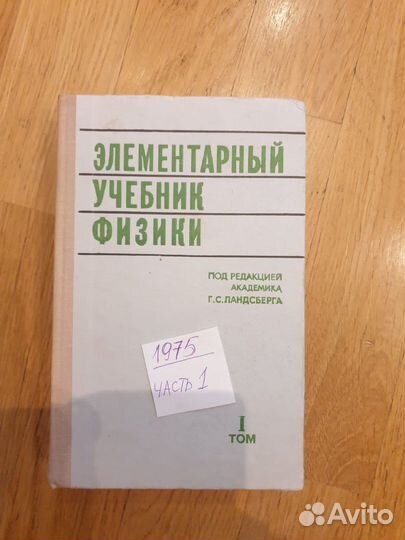 ЭЛЕМЕНТАРНЫЙ
УЧЕБНИК
ФИЗИКИ
ПОД РЕДАКЦИЕЙ
АКАДЕМИКА
Г.С.ЛАНДСБЕРГА
1975
ЧАСТЬ 1
I
ТОМ
Avito